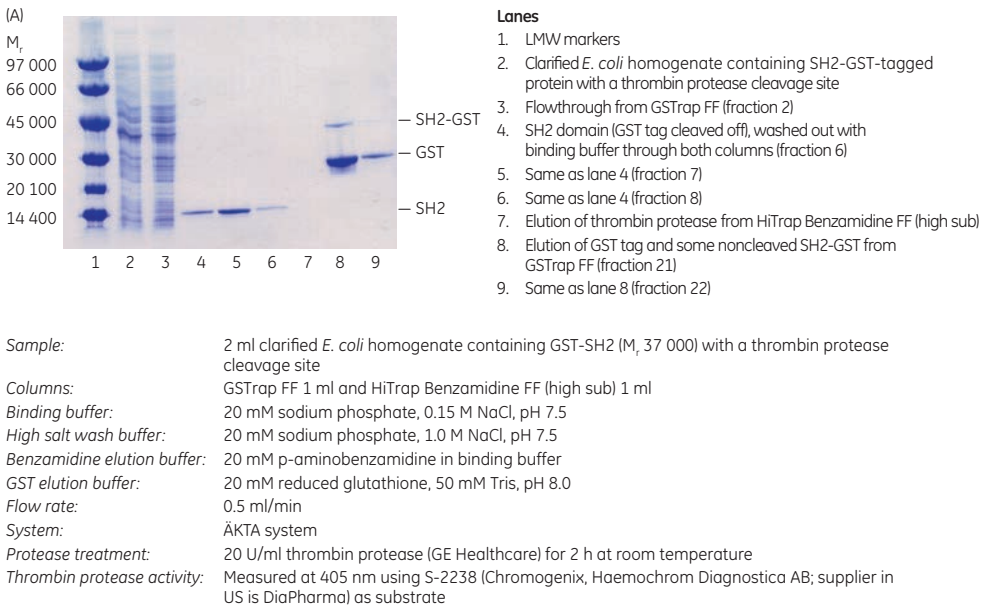 (A)
Mr
97 000
66 000
45 000
30 000
20 100
14 400
SH2-GST
GST
SH2
1 2 3 4 5 6 7 8 9
Lanes
1. LMW markers
2. Clarified E. coli homogenate containing SH2-GST-tagged
protein with a thrombin protease cleavage site
3. Flowthrough from GSTrap FF (fraction 2)
4. SH2 domain (GST tag cleaved off), washed out with
binding buffer through both columns (fraction 6)
5. Same as lane 4 (fraction 7)
6. Same as lane 4 (fraction 8)
7. Elution of thrombin protease from HiTrap Benzamidine FF (high sub)
8. Elution of GST tag and some noncleaved SH2-GST from
GSTrap FF (fraction 21)
9. Same as lane 8 (fraction 22)
Sample: 2 ml clarified E. coli homogenate containing GST-SH2 (Mr 37 000) with a thrombin protease
cleavage site
Columns: GSTrap FF 1 ml and HiTrap Benzamidine FF (high sub) 1 ml
Binding buffer: 20 mM sodium phosphate, 0.15 M NaCl, pH 7.5
High salt wash buffer: 20 mM sodium phosphate, 1.0 M NaCl, pH 7.5
Benzamidine elution buffer: 20 mM p-aminobenzamidine in binding buffer
GST elution buffer: 20 mM reduced glutathione, 50 mM Tris, pH 8.0
Flow rate: 0.5 ml/min
System: ÄKTA system
Protease treatment: 20 U/ml thrombin protease (GE Healthcare) for 2 h at room temperature
Thrombin protease activity: Measured at 405 nm using S-2238 (Chromogenix, Haemochrom Diagnostica AB; supplier in
US is DiaPharma) as substrate